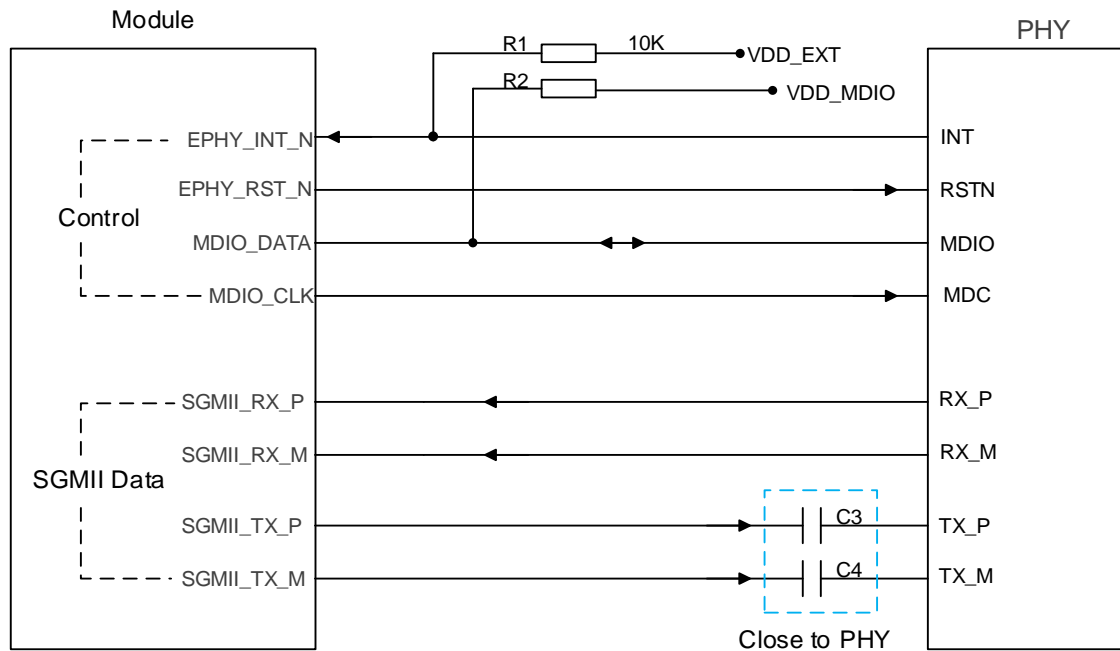 Module
PHY
R1
10K
VDD_EXT
R2
VDD_MDIO
EPHY_INT_N
INT
EPHY_RST_N
RSTN
Control
MDIO_DATA
MDIO
MDIO_CLK
MDC
SGMII_RX_P
RX_P
SGMII_RX_M
RX_M
SGMII Data
SGMII_TX_P
C3
TX_P
SGMII_TX_M
C4
TX_M
Close to PHY